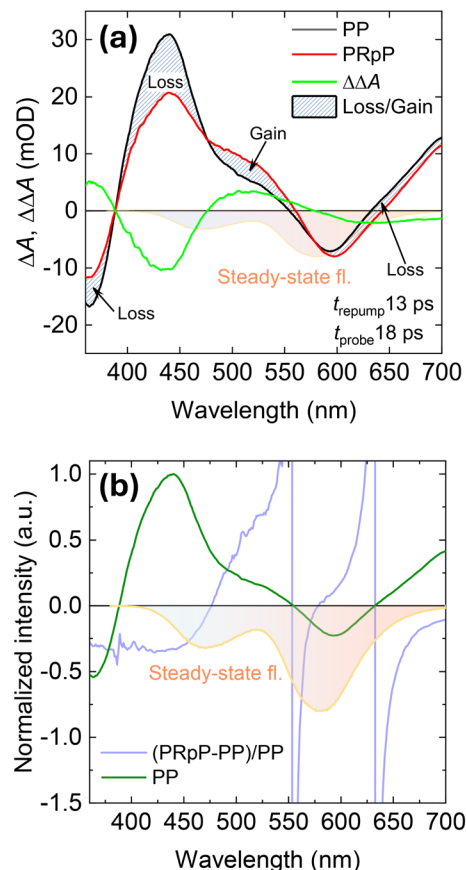 (a)
PP
PRpP
ΔΔA
Loss/Gain
Loss
Gain
Loss
Loss
Steady-state fl.
t_repump 13 ps
t_probe 18 ps
ΔA, ΔΔA (mOD)
30
20
10
0
-10
-20
400 450 500 550 600 650 700
Wavelength (nm)
(b)
Normalized intensity (a.u.)
1.0
0.5
0.0
-0.5
-1.0
-1.5
Steady-state fl.
(PRpP-PP)/PP
PP
400 450 500 550 600 650 700
Wavelength (nm)